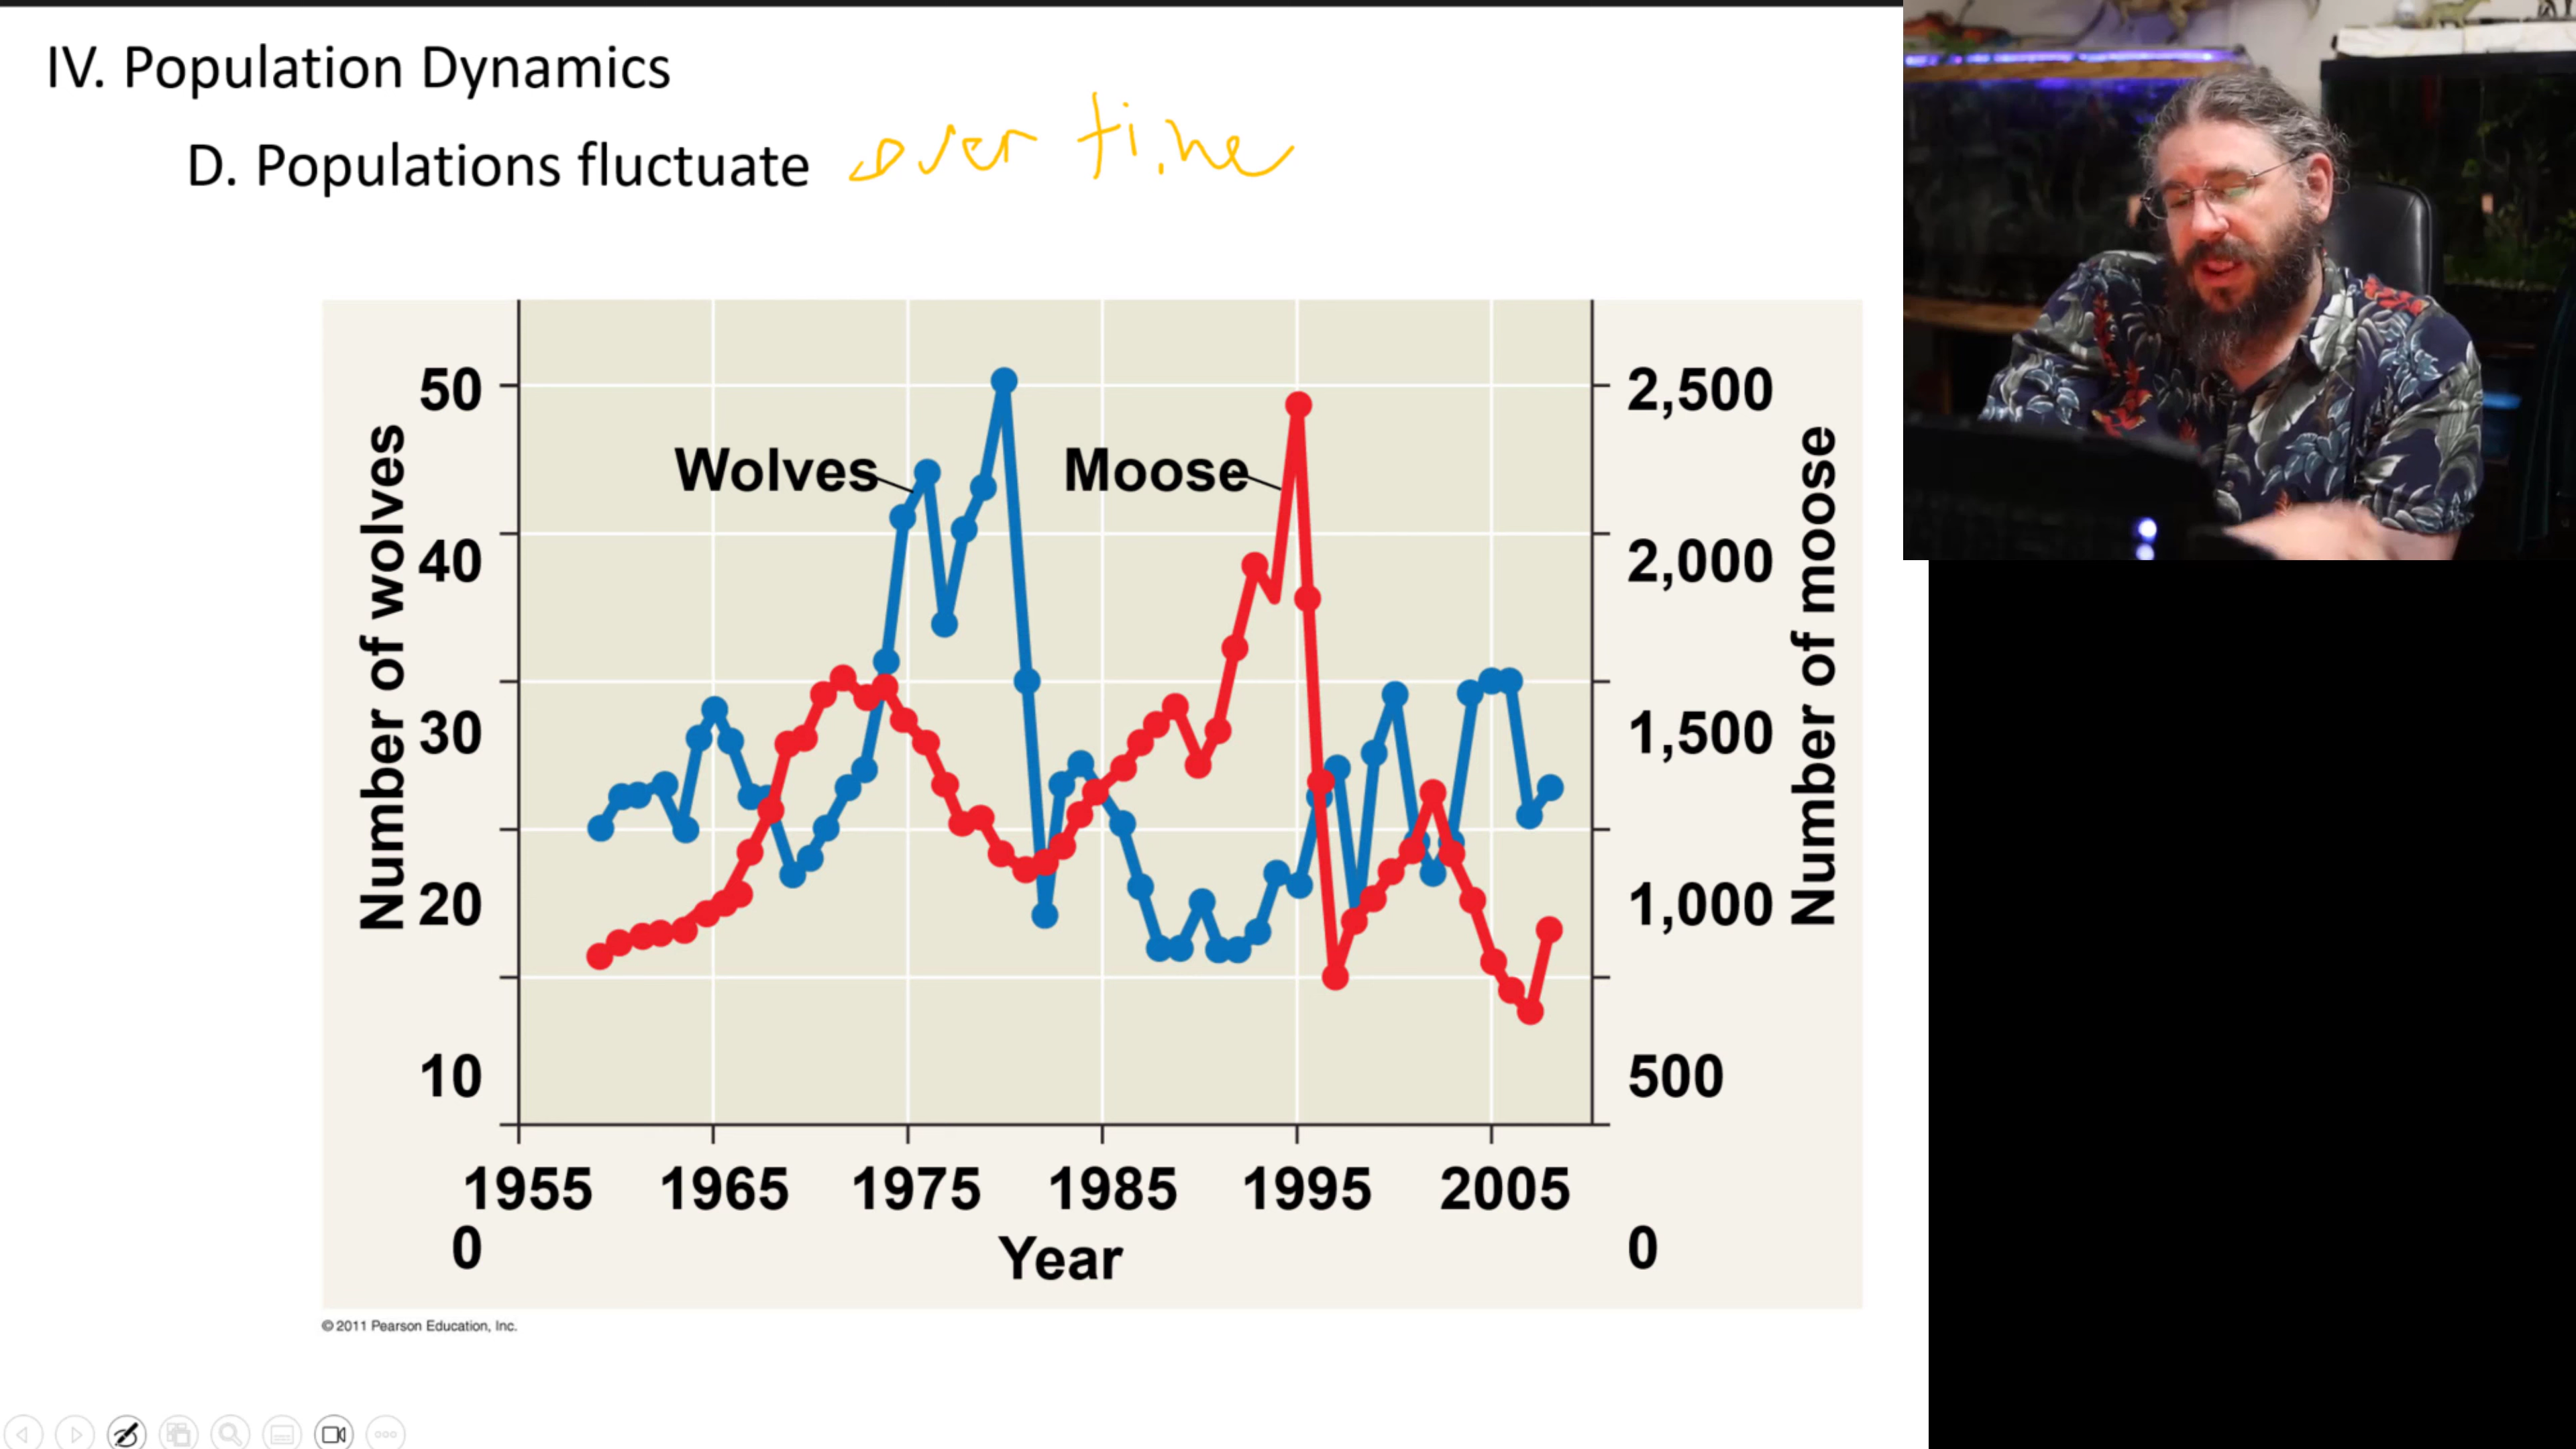 IV. Population Dynamics
D. Populations fluctuate over time
Wolves
Moose
Number of wolves
50
40
30
20
10
0
2,500
2,000
1,500
1,000
500
0
Number of moose
1955 1965 1975 1985 1995 2005
Year
© 2011 Pearson Education, Inc.